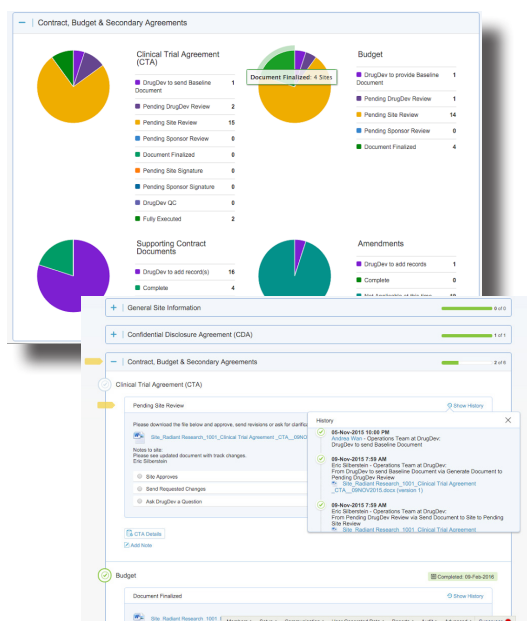 Contract, Budget & Secondary Agreements
Clinical Trial Agreement
(CTA)
DrugDev to send Baseline 1
Document
Pending DrugDev Review 2
Pending Site Review 15
Pending Sponsor Review 0
Document Finalized 0
Pending Site Signature 0
Pending Sponsor Signature 0
DrugDev QC 0
Fully Executed 2
Document Finalized: 4 Sites
Budget
DrugDev to provide Baseline 1
Document
Pending DrugDev Review 1
Pending Site Review 14
Pending Sponsor Review 0
Document Finalized 4
Supporting Contract
Documents
DrugDev to add record(s) 16
Complete 4
Amendments
DrugDev to add records 1
Complete 0
Not Applicable at this time 19
General Site Information
Confidential Disclosure Agreement (CDA) 1 of 1
Contract, Budget & Secondary Agreements
Clinical Trial Agreement (CTA)
Pending Site Review Show History
Please download the file below and approve, send revisions or ask for
Site_Radiant Research_1001_Clinical Trial Agreement _CTA__09NO
Notes to site:
Please see updated document with track changes.
Eric Silberstein
Site Approves
Send Requested Changes
Ask DrugDev a Question
CTA Details
Add Note
History
05-Nov-2015 10:00 PM
Andrea Wan - Operations Team at DrugDev:
DrugDev to send Baseline Document
09-Nov-2015 7:59 AM
Eric Silberstein - Operations Team at DrugDev:
From DrugDev to send Baseline Document via Generate Document to
Pending DrugDev Review
Site_Radiant Research_1001_Clinical Trial Agreement
_CTA__09NOV2015.docx (version 1)
09-Nov-2015 7:59 AM
Eric Silberstein - Operations Team at DrugDev:
From Pending DrugDev Review via Send Document to Site to Pending
Site Review
Site_Radiant Research_1001_Clinical Trial Agreement
Budget Completed: 09-Feb-2016
Document Finalized Show History
Site_Radiant Research_1001_C